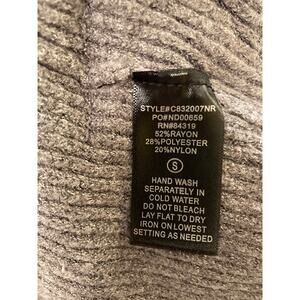 STYLE#C832007NR
PO#ND00659
RN#84319
52%RAYON
28%POLYESTER
20%NYLON
S
HAND WASH
SEPARATELY IN
COLD WATER
DO NOT BLEACH
LAY FLAT TO DRY
IRON ON LOWEST
SETTING AS NEEDED